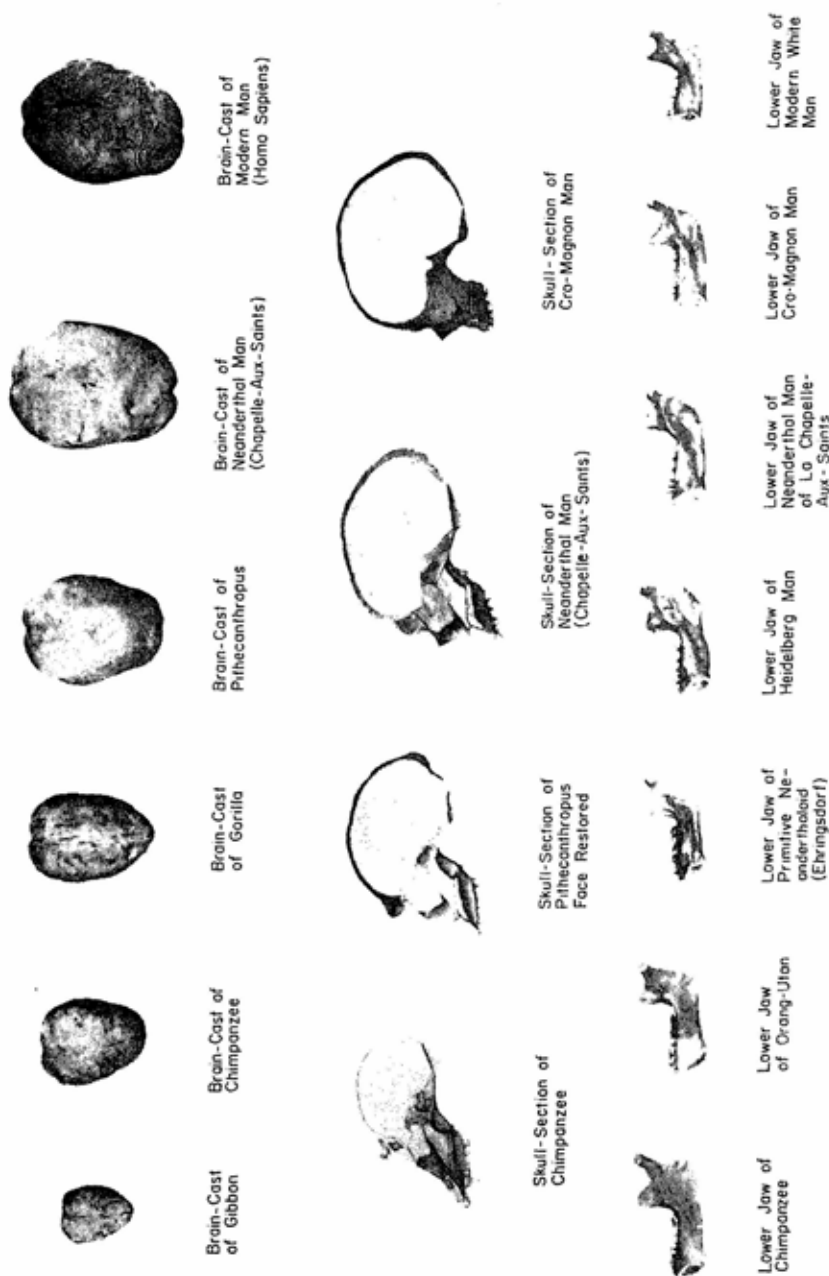 Brain-Cast
of Gibbon
Brain-Cast of
Chimpanzee
Brain-Cast
of Gorilla
Brain-Cast of
Pithecanthropus
Brain-Cast of
Neanderthal Man
(Chapelle-Aux-Saints)
Brain-Cast of
Modern Man
(Homo Sapiens)
Skull-Section of
Chimpanzee
Skull-Section of
Pithecanthropus
Face Restored
Skull-Section of
Neanderthal Man
(Chapelle-Aux-Saints)
Skull-Section of
Cro-Magnon Man
Lower Jaw of
Chimpanzee
Lower Jaw
of Orang-Utan
Lower Jaw of
Primitive Ne-
andertholoid
(Ehringsdorf)
Lower Jaw of
Heidelberg Man
Lower Jaw of
Neanderthal Man
of La Chapelle-
Aux-Saints
Lower Jaw of
Cro-Magnon Man
Lower Jaw of
Modern White
Man